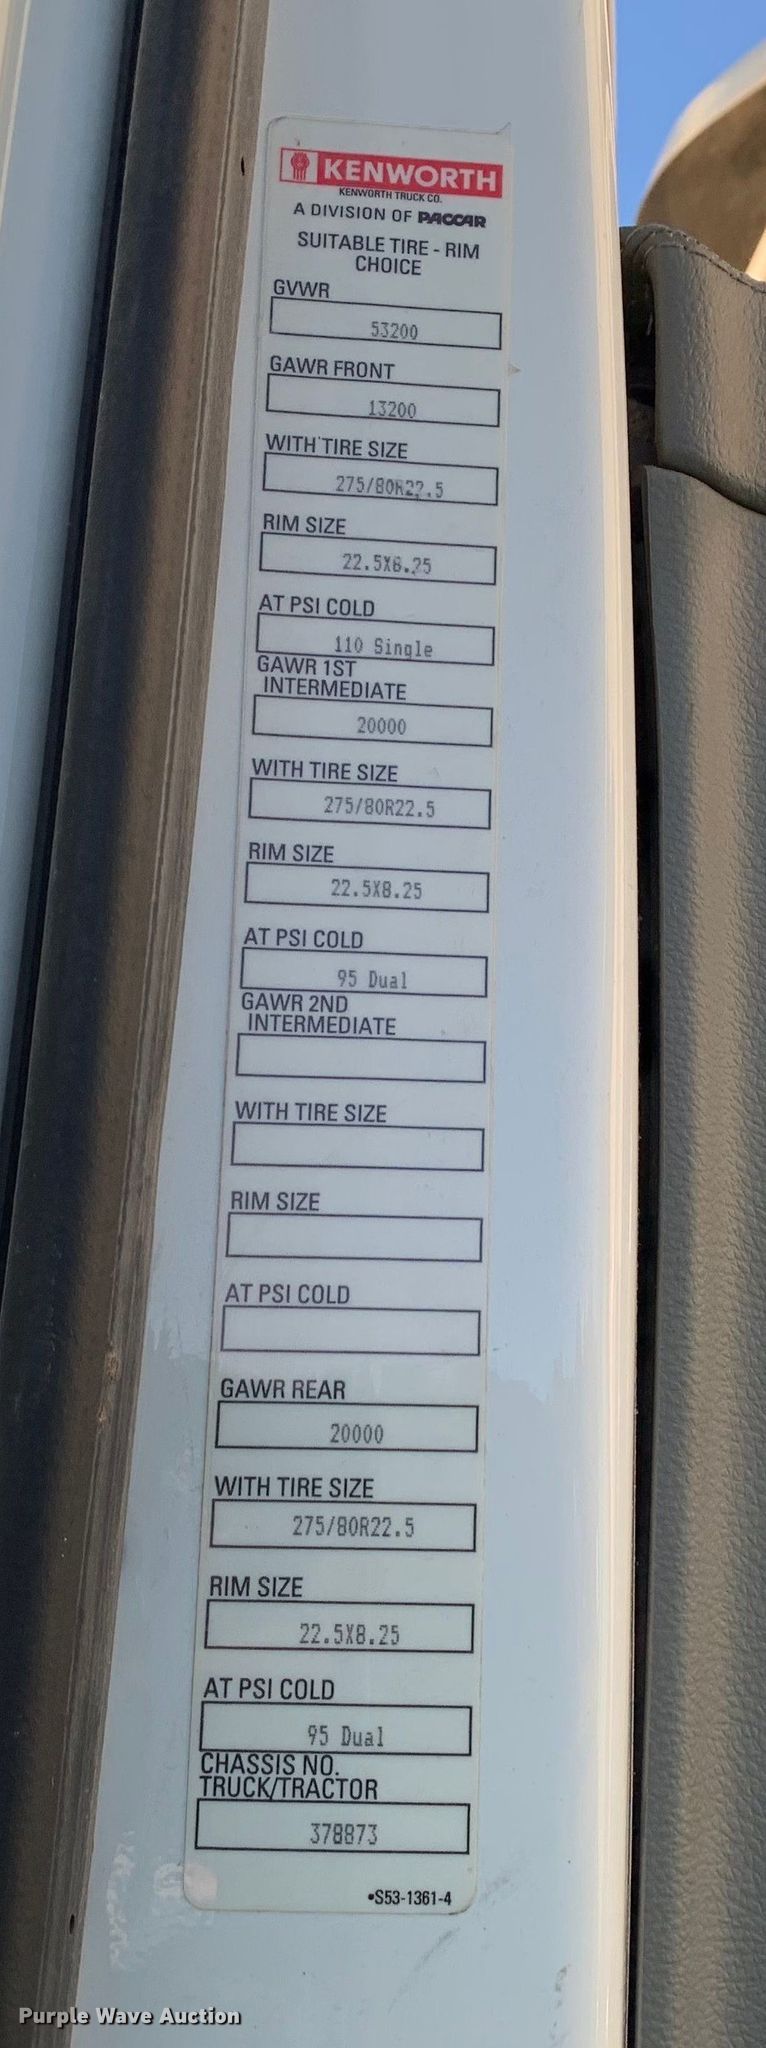 KENWORTH
KENWORTH TRUCK CO.
A DIVISION OF PACCAR
SUITABLE TIRE - RIM
CHOICE
GVWR
53200
GAWR FRONT
13200
WITH TIRE SIZE
275/80R22.5
RIM SIZE
22.5X8.25
AT PSI COLD
110 Single
GAWR 1ST
INTERMEDIATE
20000
WITH TIRE SIZE
275/80R22.5
RIM SIZE
22.5X8.25
AT PSI COLD
95 Dual
GAWR 2ND
INTERMEDIATE
WITH TIRE SIZE
RIM SIZE
AT PSI COLD
GAWR REAR
20000
WITH TIRE SIZE
275/80R22.5
RIM SIZE
22.5X8.25
AT PSI COLD
95 Dual
CHASSIS NO.
TRUCK/TRACTOR
378873
•S53-1361-4
Purple Wave Auction